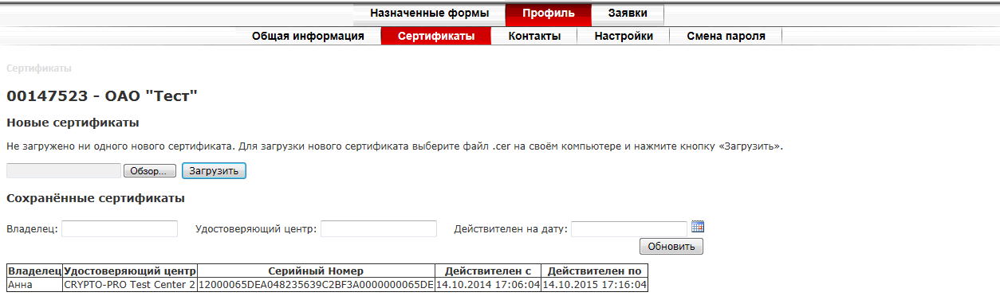 Назначенные формы Профиль Заявки
Общая информация Сертификаты Контакты Настройки Смена пароля
Сертификаты
00147523 - ОАО "Тест"
Новые сертификаты
Не загружено ни одного нового сертификата. Для загрузки нового сертификата выберите файл .cer на своём компьютере и нажмите кнопку «Загрузить».
Обзор... Загрузить
Сохранённые сертификаты
Владелец: Удостоверяющий центр: Действителен на дату:
Обновить
Владелец Удостоверяющий центр Серийный Номер Действителен с Действителен по
Анна CRYPTO-PRO Test Center 2 12000065DEA048235639C2BF3A0000000065DE 14.10.2014 17:06:04 14.10.2015 17:16:04